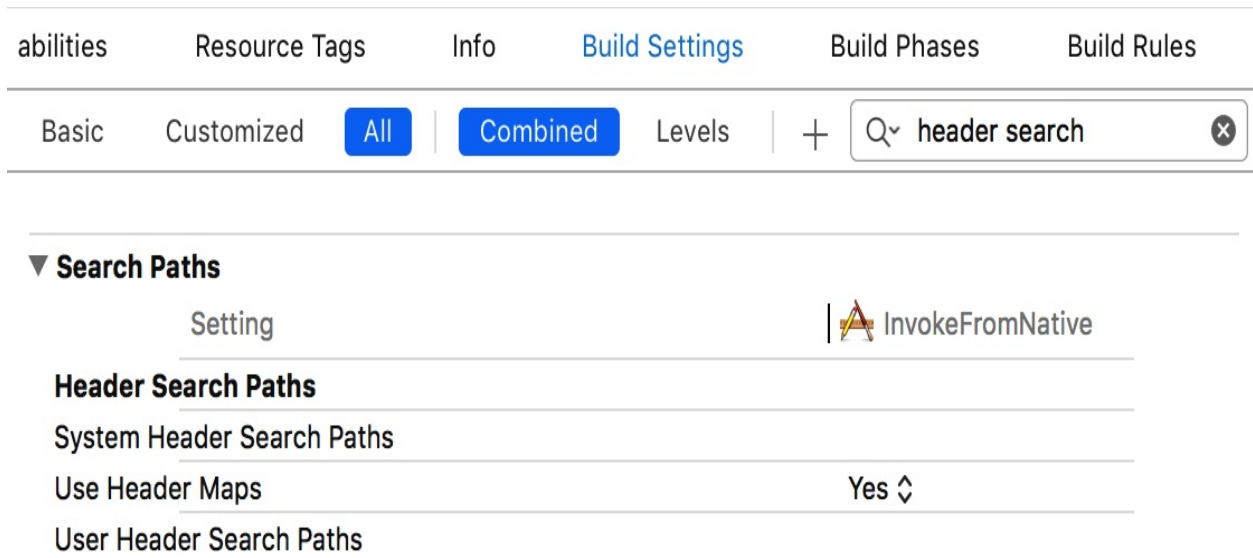 abilities Resource Tags Info Build Settings Build Phases Build Rules
Basic Customized All Combined Levels + header search
Search Paths
Setting InvokeFromNative
Header Search Paths
System Header Search Paths
Use Header Maps Yes
User Header Search Paths